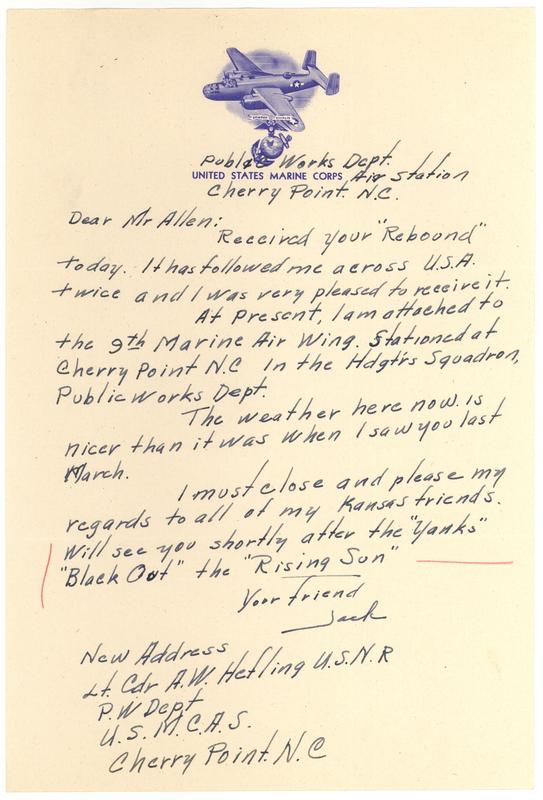 Public Works Dept.
UNITED STATES MARINE CORPS Air Station
Cherry Point. N.C.
Dear Mr Allen:
Received your "Rebound"
today. It has followed me across U.S.A.
twice and I was very pleased to receive it.
At Present, I am attached to
the 9th Marine Air Wing. Stationed at
Cherry Point N.C In the Hdqtrs Squadron,
Public Works Dept.
The weather here now is
nicer than it was when I saw you last
March.
I must close and please my
regards to all of my Kansas friends.
Will see you shortly after the "Yanks"
"Black Out" the "Rising Sun"
Your friend
Jack
New Address
Lt. Cdr A.W. Hefling U.S.N.R
P.W Dept
U.S.M.C.A.S.
Cherry Point. N.C